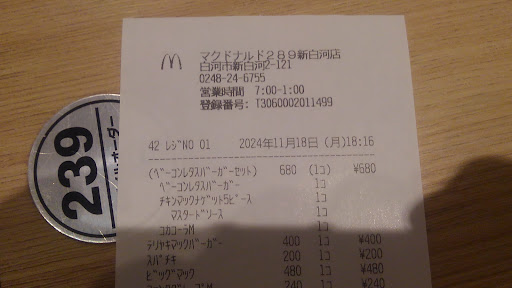 マクドナルド289新白河店
白河市新白河2-121
0248-24-6755
営業時間 7:00-1:00
登録番号: T3060002011499
42 ﾚｼﾞNO 01 2024年11月18日 (月)18:16
(ﾍﾞｰｺﾝﾚﾀｽﾊﾞｰｶﾞｰｾｯﾄ) 680 (1ｺ) ¥680
ﾍﾞｰｺﾝﾚﾀｽﾊﾞｰｶﾞｰ 1ｺ
ﾁｷﾝﾏｯｸﾅｹﾞｯﾄ5ﾋﾟｰｽ 1ｺ
ﾏｽﾀｰﾄﾞｿｰｽ 1ｺ
ｺｶｺｰﾗM 1ｺ
ﾃﾘﾔｷﾏｯｸﾊﾞｰｶﾞｰ 400 1ｺ ¥400
ｽﾊﾟﾁｷ 200 1ｺ ¥200
ﾋﾞｯｸﾞﾏｯｸ 480 1ｺ ¥480
240 1ｺ ¥240
239